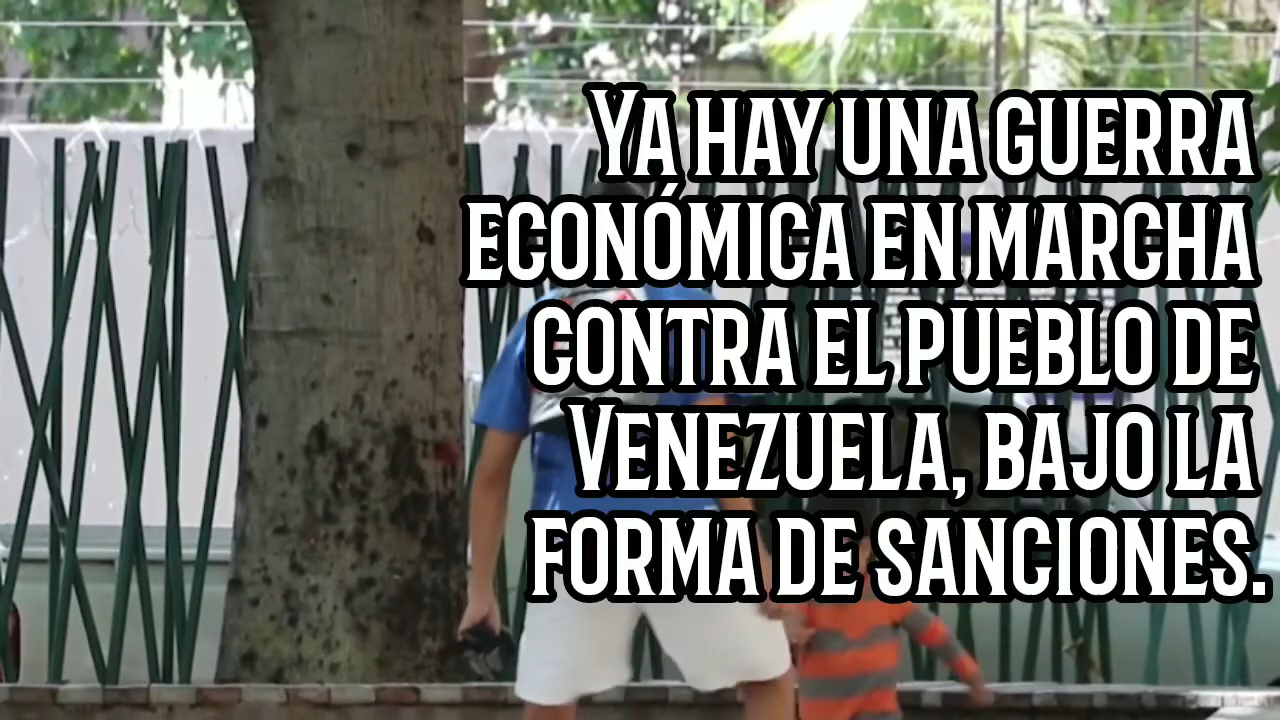 Ya hay una guerra
económica en marcha
contra el pueblo de
Venezuela, bajo la
forma de sanciones.